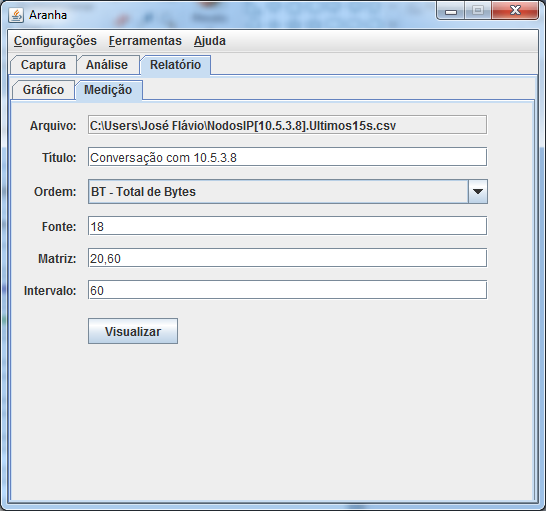 Aranha
Configurações Ferramentas Ajuda
Captura Análise Relatório
Gráfico Medição
Arquivo: C:\Users\José Flávio\NodosIP[10.5.3.8].Ultimos15s.csv
Título: Conversação com 10.5.3.8
Ordem: BT - Total de Bytes
Fonte: 18
Matriz: 20,60
Intervalo: 60
Visualizar